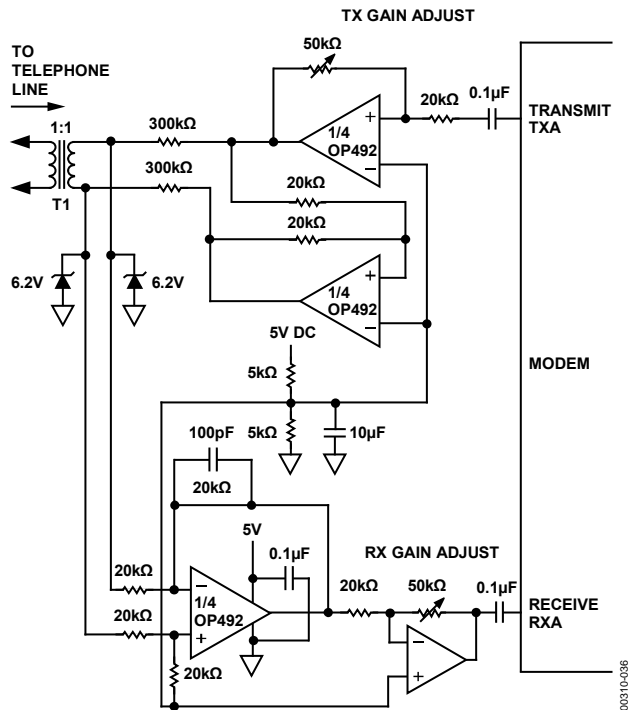 TX GAIN ADJUST
TO
TELEPHONE
LINE
50kΩ
1:1
300kΩ
300kΩ
T1
+
1/4
OP492
−
20kΩ
0.1µF
TRANSMIT
TXA
20kΩ
20kΩ
6.2V
6.2V
+
1/4
OP492
−
5V DC
5kΩ
5kΩ
10µF
MODEM
100pF
20kΩ
5V
0.1µF
RX GAIN ADJUST
20kΩ
20kΩ
−
1/4
OP492
+
20kΩ
20kΩ
50kΩ
−
+
0.1µF
RECEIVE
RXA
00310-036